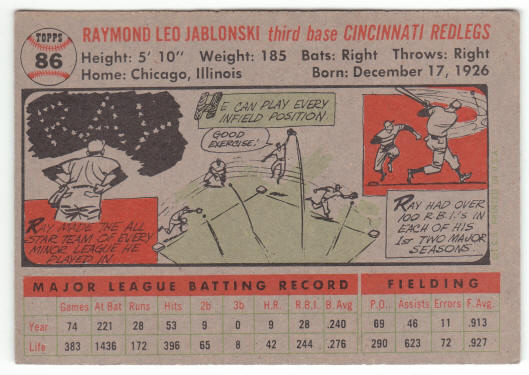 TOPPS
86
RAYMOND LEO JABLONSKI third base CINCINNATI REDLEGS
Height: 5' 10" Weight: 185 Bats: Right Throws: Right
Home: Chicago, Illinois Born: December 17, 1926
HE CAN PLAY EVERY
INFIELD POSITION.
GOOD
EXERCISE!
RAY MADE THE ALL
STAR TEAM OF EVERY
MINOR LEAGUE HE
PLAYED IN.
RAY HAD OVER
100 R.B.I.'S IN
EACH OF HIS
1ST TWO MAJOR
SEASONS.
MAJOR LEAGUE BATTING RECORD FIELDING
Games At Bat Runs Hits 2b 3b H.R. R.B.I. B. Avg P.O. Assists Errors F. Avg.
Year 74 221 28 53 9 0 9 28 .240 69 46 11 .913
Life 383 1436 172 396 65 8 42 244 .276 290 623 72 .927